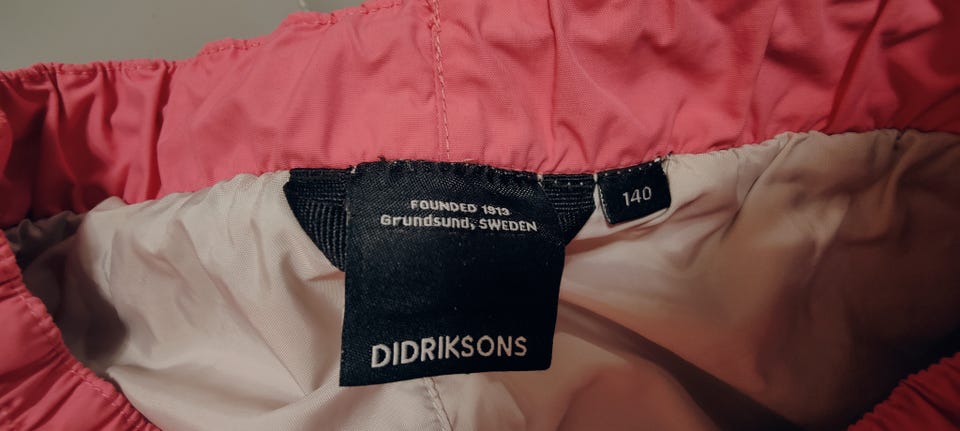 FOUNDED 1913
Grundsund, SWEDEN
DIDRIKSONS
140